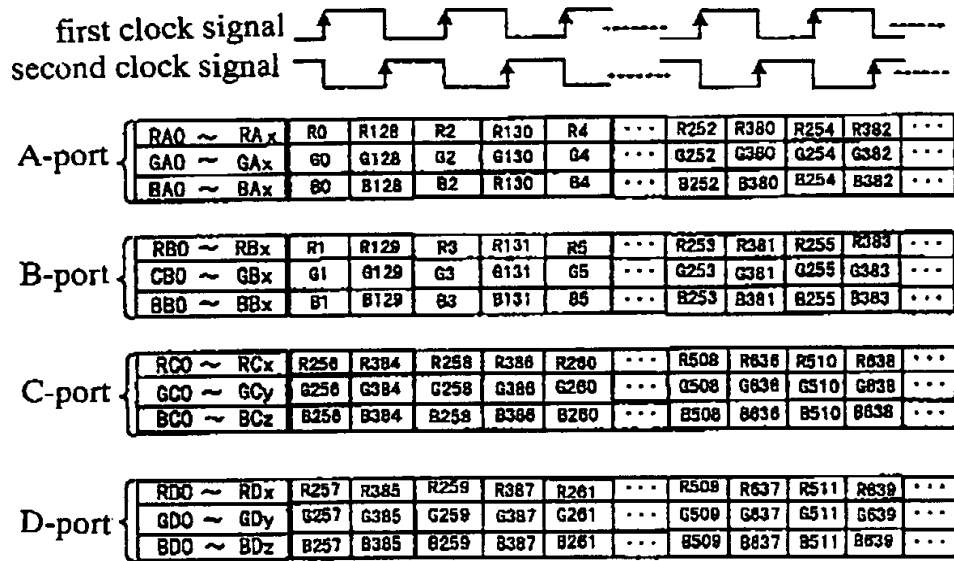 first clock signal
second clock signal
A-port
RA0 ~ RAx R0 R128 R2 R130 R4 ··· R252 R380 R254 R382 ···
GA0 ~ GAx G0 G128 G2 G130 G4 ··· G252 G380 G254 G382 ···
BA0 ~ BAx B0 B128 B2 R130 B4 ··· B252 B380 B254 B382 ···
B-port
RB0 ~ RBx R1 R129 R3 R131 R5 ··· R253 R381 R255 R383 ···
CB0 ~ GBx G1 G129 G3 G131 G5 ··· G253 G381 G255 G383 ···
BB0 ~ BBx B1 B129 B3 B131 B5 ··· B253 B381 B255 B383 ···
C-port
RC0 ~ RCx R256 R384 R258 R386 R260 ··· R508 R636 R510 R638 ···
GC0 ~ GCy G256 G384 G258 G386 G260 ··· G508 G636 G510 G638 ···
BC0 ~ BCz B256 B384 B258 B386 B260 ··· B508 B636 B510 B638 ···
D-port
RD0 ~ RDx R257 R385 R259 R387 R261 ··· R509 R637 R511 R639 ···
GD0 ~ GDy G257 G385 G259 G387 G261 ··· G509 G637 G511 G639 ···
BD0 ~ BDz B257 B385 B259 B387 B261 ··· B509 B637 B511 B639 ···